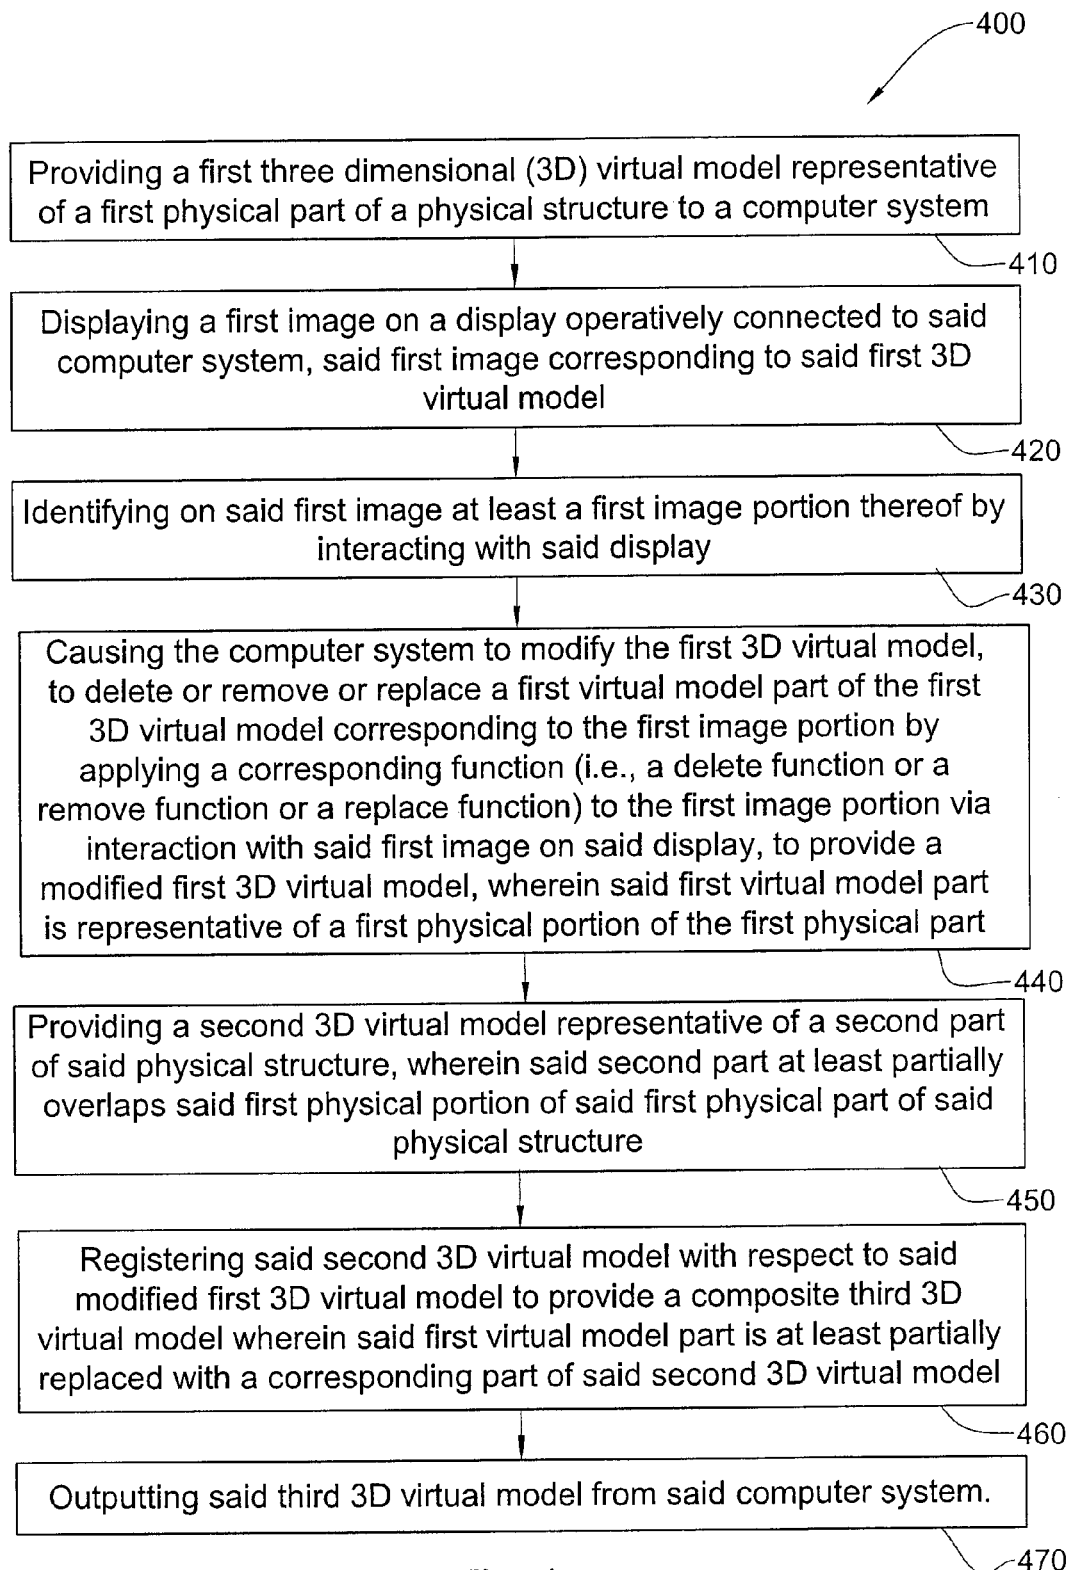 400
Providing a first three dimensional (3D) virtual model representative
of a first physical part of a physical structure to a computer system
410
Displaying a first image on a display operatively connected to said
computer system, said first image corresponding to said first 3D
virtual model
420
Identifying on said first image at least a first image portion thereof by
interacting with said display
430
Causing the computer system to modify the first 3D virtual model,
to delete or remove or replace a first virtual model part of the first
3D virtual model corresponding to the first image portion by
applying a corresponding function (i.e., a delete function or a
remove function or a replace function) to the first image portion via
interaction with said first image on said display, to provide a
modified first 3D virtual model, wherein said first virtual model part
is representative of a first physical portion of the first physical part
440
Providing a second 3D virtual model representative of a second part
of said physical structure, wherein said second part at least partially
overlaps said first physical portion of said first physical part of said
physical structure
450
Registering said second 3D virtual model with respect to said
modified first 3D virtual model to provide a composite third 3D
virtual model wherein said first virtual model part is at least partially
replaced with a corresponding part of said second 3D virtual model
460
Outputting said third 3D virtual model from said computer system.
470